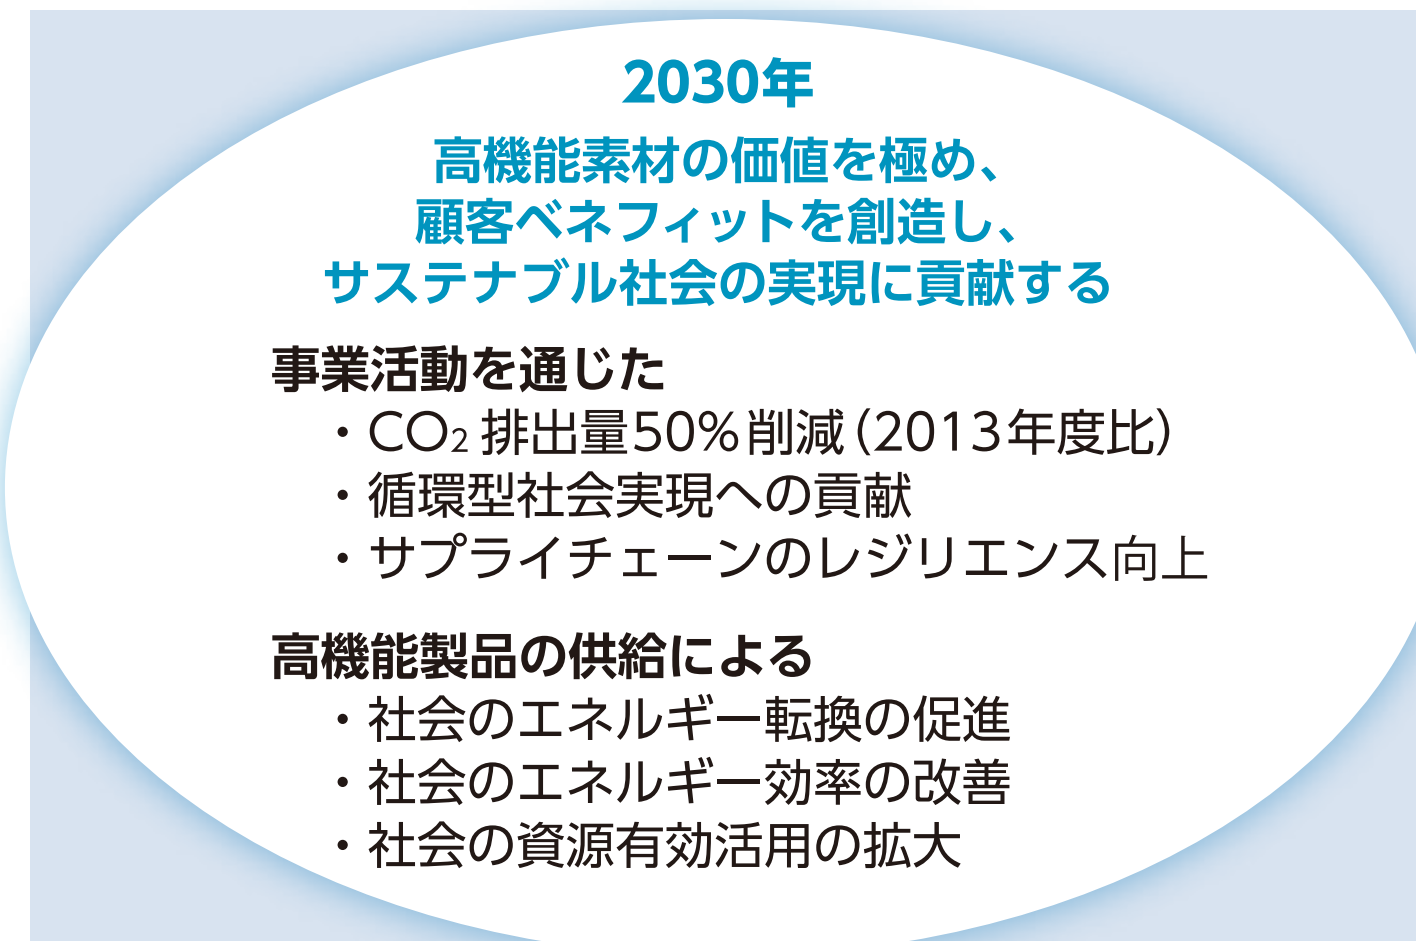 2030年
高機能素材の価値を極め、
顧客ベネフィットを創造し、
サステナブル社会の実現に貢献する
事業活動を通じた
・CO₂ 排出量50%削減（2013年度比）
・循環型社会実現への貢献
・サプライチェーンのレジリエンス向上
高機能製品の供給による
・社会のエネルギー転換の促進
・社会のエネルギー効率の改善
・社会の資源有効活用の拡大